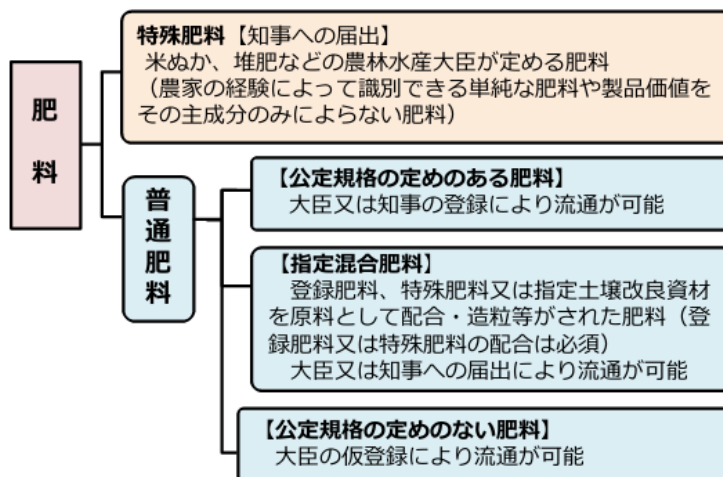 肥料
特殊肥料【知事への届出】
米ぬか、堆肥などの農林水産大臣が定める肥料
（農家の経験によって識別できる単純な肥料や製品価値を
その主成分のみによらない肥料）
普通肥料
【公定規格の定めのある肥料】
大臣又は知事の登録により流通が可能
【指定混合肥料】
登録肥料、特殊肥料又は指定土壌改良資材
を原料として配合・造粒等がされた肥料（登
録肥料又は特殊肥料の配合は必須）
大臣又は知事への届出により流通が可能
【公定規格の定めのない肥料】
大臣の仮登録により流通が可能